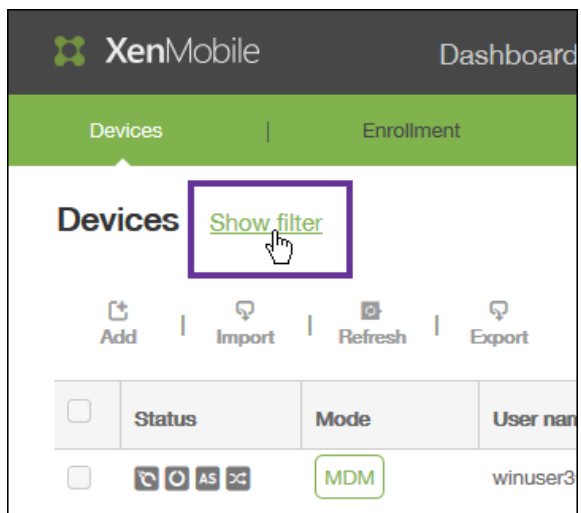 XenMobile Dashboard
Devices | Enrollment
Devices Show filter
Add | Import | Refresh | Export
Status Mode User nam
AS MDM winuser3